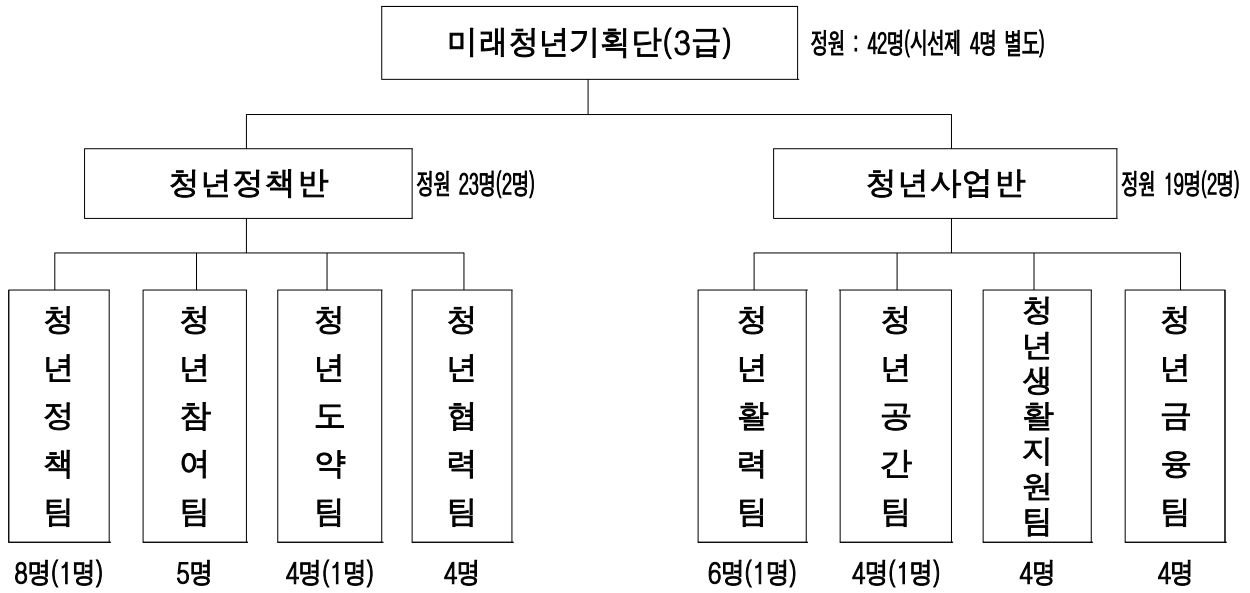 미래청년기획단(3급)
정원 : 42명(시선제 4명 별도)
청년정책반
정원 23명(2명)
청년사업반
정원 19명(2명)
청년정책팀
청년참여팀
청년도약팀
청년협력팀
청년활력팀
청년공간팀
청년생활지원팀
청년금융팀
8명(1명)
5명
4명(1명)
4명
6명(1명)
4명(1명)
4명
4명